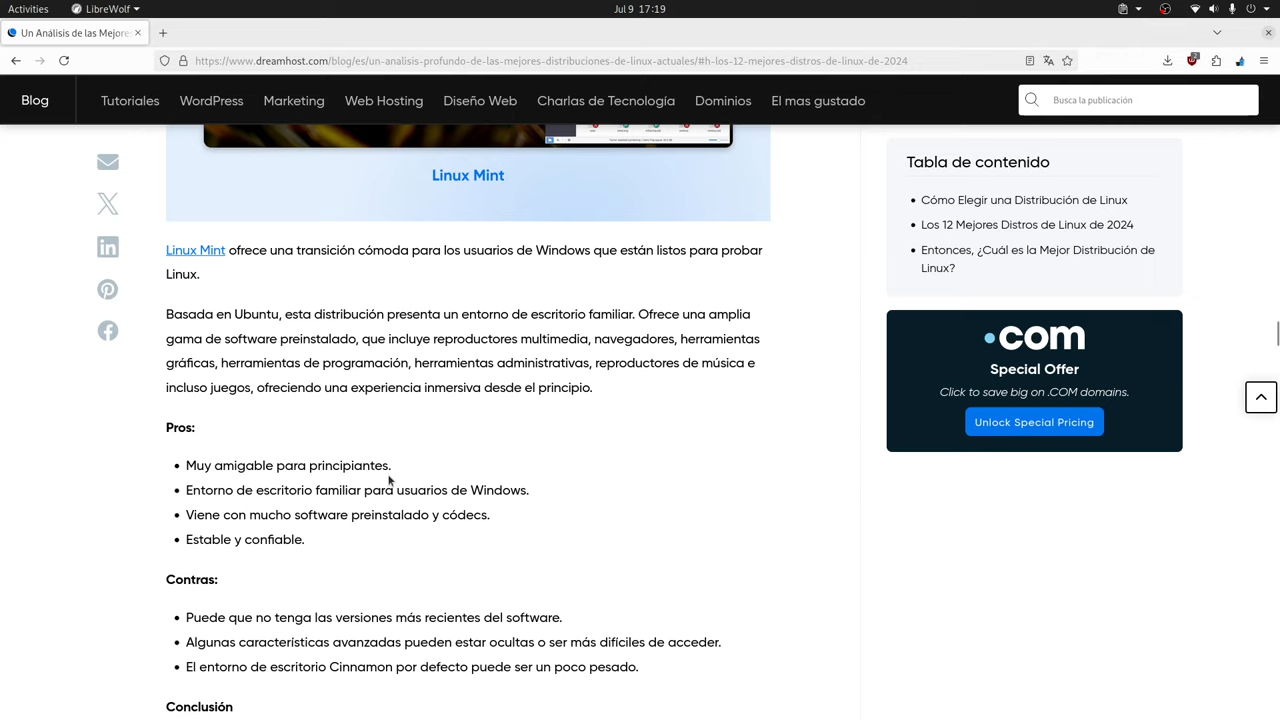 Activities
LibreWolf
Jul 9 17:19
Un Análisis de las Mejores
https://www.dreamhost.com/blog/es/un-analisis-profundo-de-las-mejores-distribuciones-de-linux-actuales/#h-los-12-mejores-distros-de-linux-de-2024
2
Blog
Tutoriales
WordPress
Marketing
Web Hosting
Diseño Web
Charlas de Tecnología
Dominios
El mas gustado
Busca la publicación
Linux Mint
Linux Mint ofrece una transición cómoda para los usuarios de Windows que están listos para probar
Linux.
Basada en Ubuntu, esta distribución presenta un entorno de escritorio familiar. Ofrece una amplia
gama de software preinstalado, que incluye reproductores multimedia, navegadores, herramientas
gráficas, herramientas de programación, herramientas administrativas, reproductores de música e
incluso juegos, ofreciendo una experiencia inmersiva desde el principio.
Pros:
Muy amigable para principiantes.
Entorno de escritorio familiar para usuarios de Windows.
Viene con mucho software preinstalado y códecs.
Estable y confiable.
Contras:
Puede que no tenga las versiones más recientes del software.
Algunas características avanzadas pueden estar ocultas o ser más difíciles de acceder.
El entorno de escritorio Cinnamon por defecto puede ser un poco pesado.
Conclusión
Tabla de contenido
Cómo Elegir una Distribución de Linux
Los 12 Mejores Distros de Linux de 2024
Entonces, ¿Cuál es la Mejor Distribución de
Linux?
.com
Special Offer
Click to save big on .COM domains.
Unlock Special Pricing